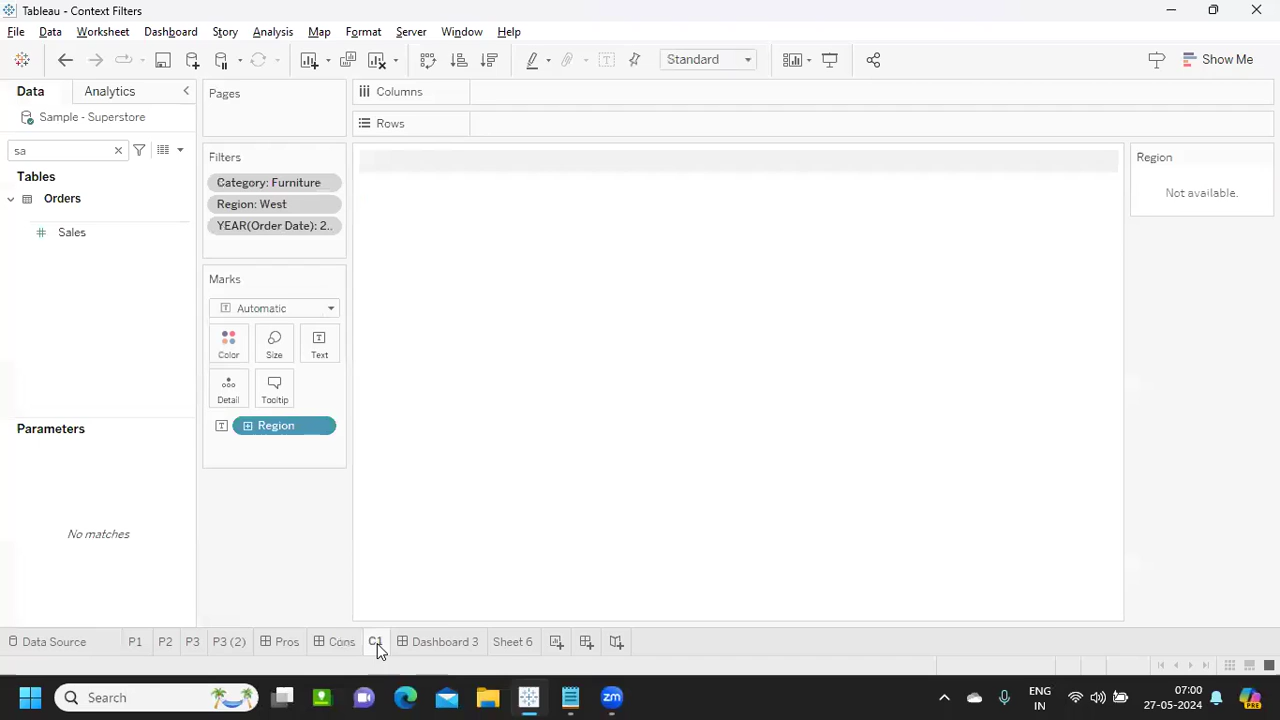 Tableau - Context Filters
File Data Worksheet Dashboard Story Analysis Map Format Server Window Help
Standard
Show Me
Data Analytics
Pages
Columns
Rows
Sample - Superstore
sa
Filters
Category: Furniture
Region: West
YEAR(Order Date): 2..
Tables
Orders
Sales
Region
Not available.
Marks
Automatic
Color Size Text
Detail Tooltip
Region
Parameters
No matches
Data Source P1 P2 P3 P3 (2) Pros Cons C1 Dashboard 3 Sheet 6
Search
zm
ENG
IN
07:00
27-05-2024
PRE